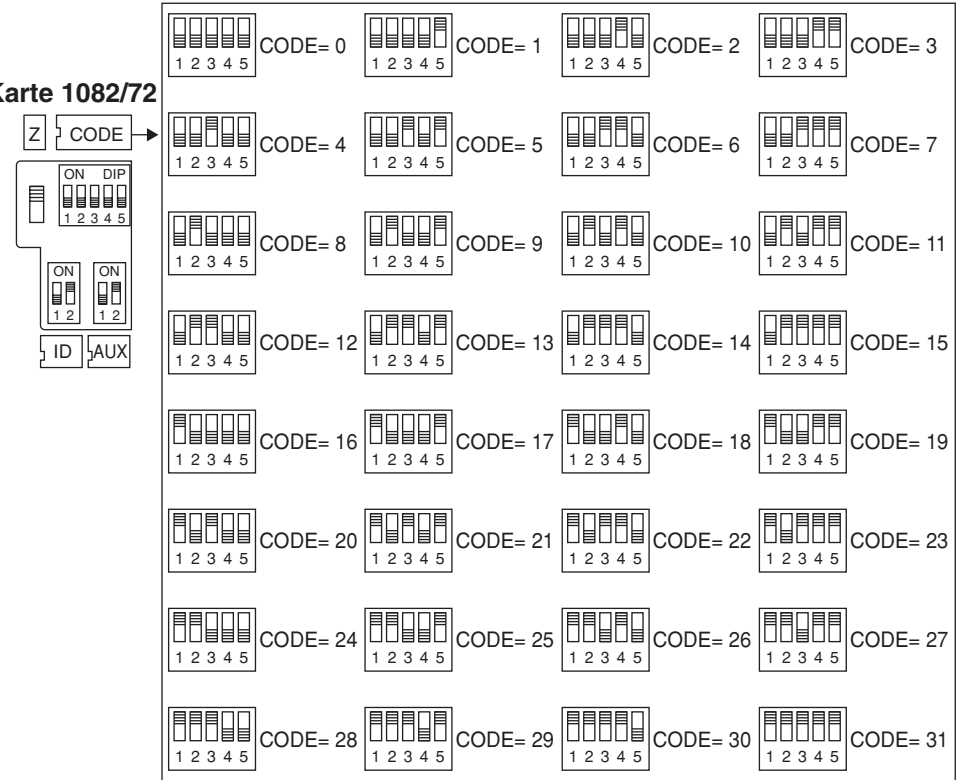 CODE= 0 CODE= 1 CODE= 2 CODE= 3
1 2 3 4 5 1 2 3 4 5 1 2 3 4 5 1 2 3 4 5
Karte 1082/72
Z CODE
CODE= 4 CODE= 5 CODE= 6 CODE= 7
1 2 3 4 5 1 2 3 4 5 1 2 3 4 5 1 2 3 4 5
ON DIP
1 2 3 4 5
CODE= 8 CODE= 9 CODE= 10 CODE= 11
1 2 3 4 5 1 2 3 4 5 1 2 3 4 5 1 2 3 4 5
ON ON
1 2 1 2
ID AUX
CODE= 12 CODE= 13 CODE= 14 CODE= 15
1 2 3 4 5 1 2 3 4 5 1 2 3 4 5 1 2 3 4 5
CODE= 16 CODE= 17 CODE= 18 CODE= 19
1 2 3 4 5 1 2 3 4 5 1 2 3 4 5 1 2 3 4 5
CODE= 20 CODE= 21 CODE= 22 CODE= 23
1 2 3 4 5 1 2 3 4 5 1 2 3 4 5 1 2 3 4 5
CODE= 24 CODE= 25 CODE= 26 CODE= 27
1 2 3 4 5 1 2 3 4 5 1 2 3 4 5 1 2 3 4 5
CODE= 28 CODE= 29 CODE= 30 CODE= 31
1 2 3 4 5 1 2 3 4 5 1 2 3 4 5 1 2 3 4 5